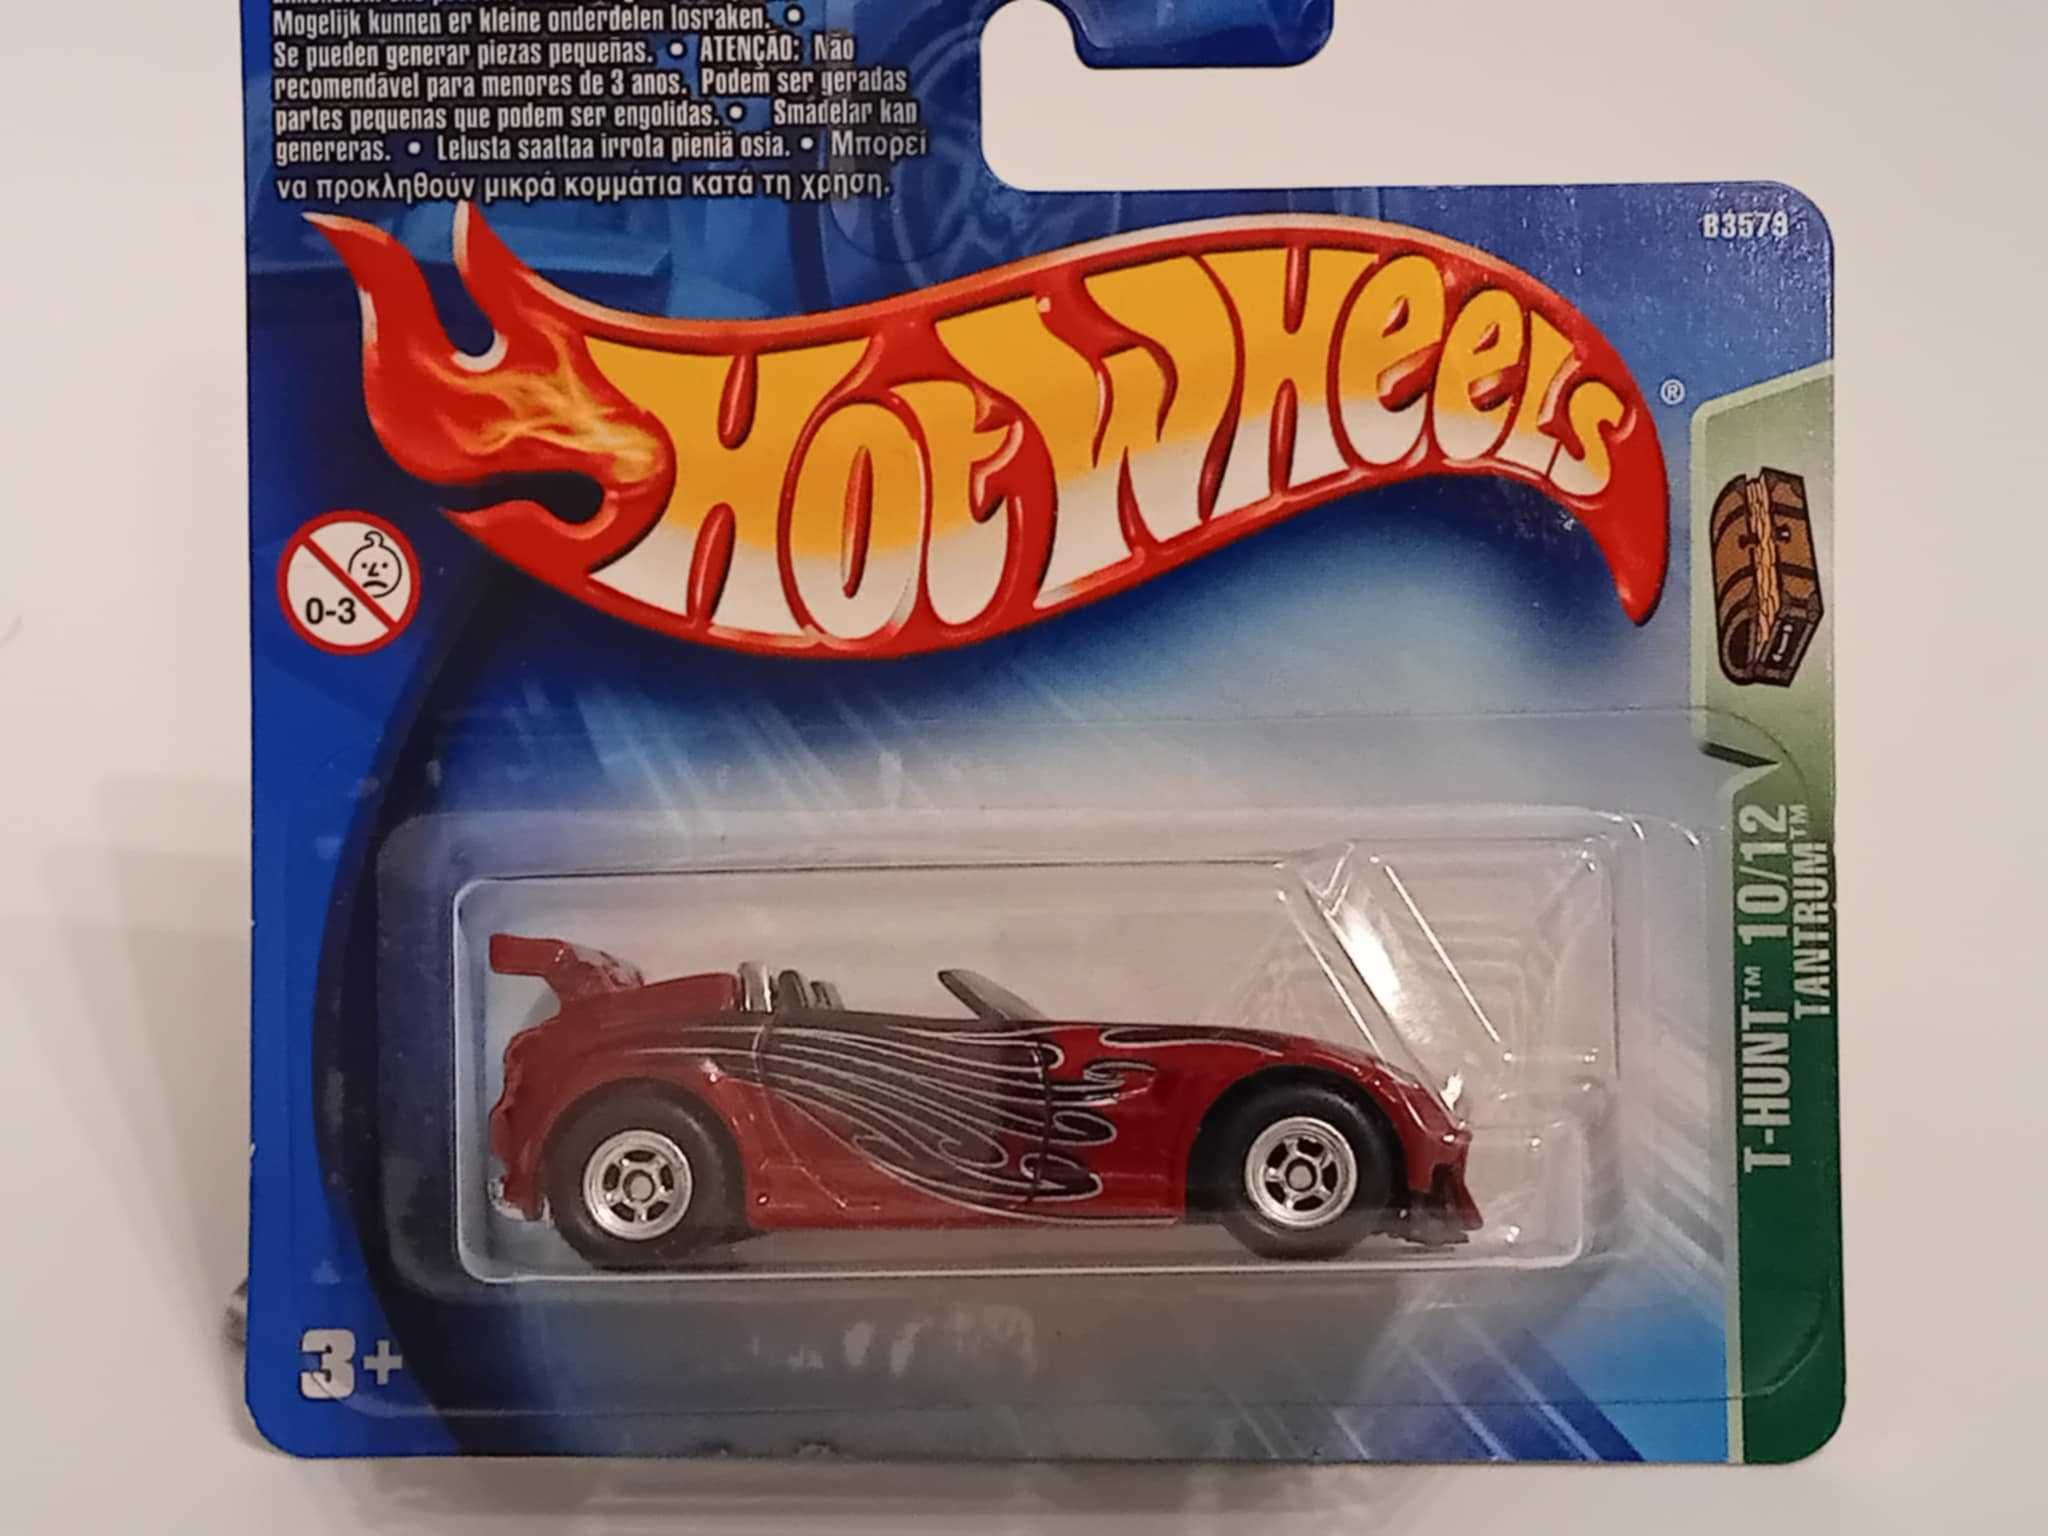 Mogelijk kunnen er kleine onderdelen losraken. •
Se pueden generar piezas pequeñas. • ATENÇÃO: Não
recomendável para menores de 3 anos. Podem ser geradas
partes pequenas que podem ser engolidas. • Smådelar kan
genereras. • Lelusta saattaa irrota pieniä osia. • Μπορεί
να προκληθούν μικρά κομμάτια κατά τη χρήση.
B3579
HOT WHEELS
®
0-3
T-HUNT™ 10/12
TANTRUM™
3+